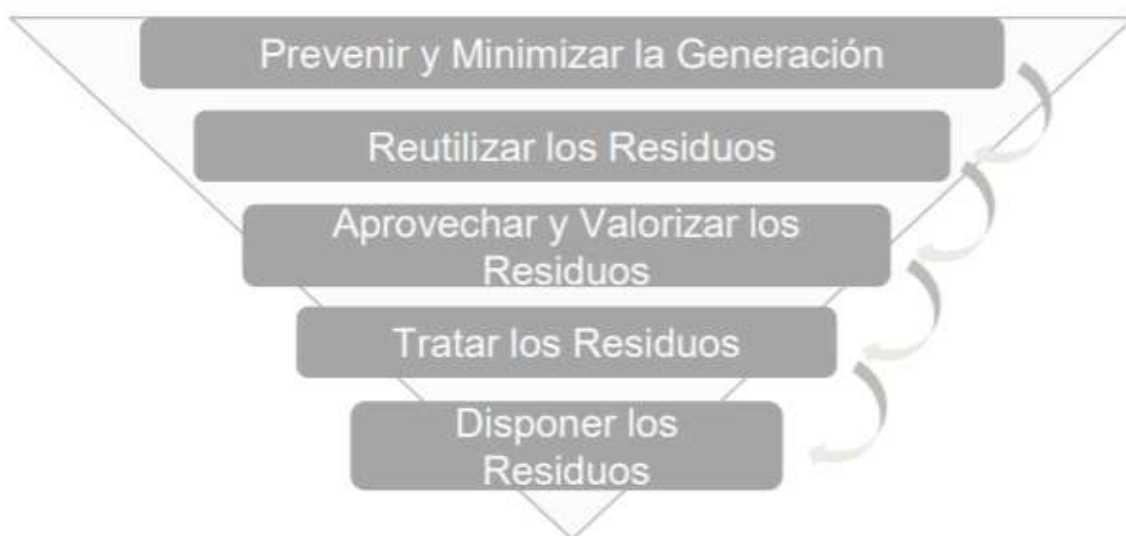 Prevenir y Minimizar la Generación
Reutilizar los Residuos
Aprovechar y Valorizar los
Residuos
Tratar los Residuos
Disponer los
Residuos